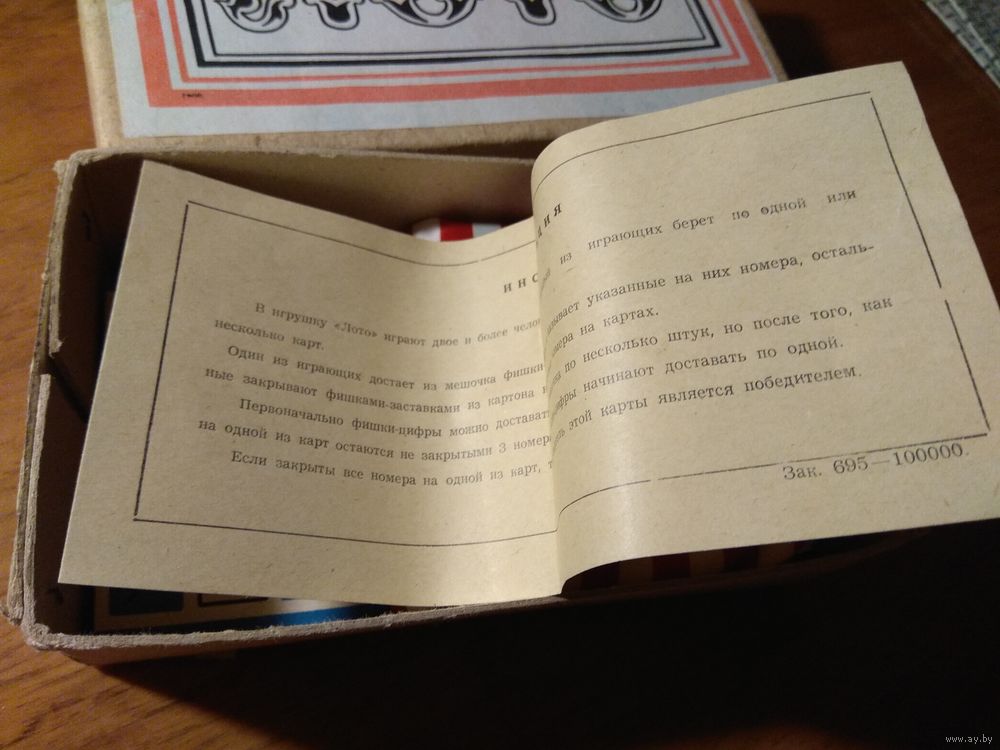 ИНС ЦИЯ
В игрушку «Лото» играют двое и более чело из играющих берет по одной или
несколько карт.
Один из играющих достает из мешочка фишки указанные на них номера, осталь-
ные закрывают фишками-заставками из картона на картах.
Первоначально фишки-цифры можно доставать по несколько штук, но после того, как
на одной из карт остаются не закрытыми 3 номера начинают доставать по одной.
Если закрыты все номера на одной из карт, этой карты является победителем.
Зак. 695—100000.
www.ay.by